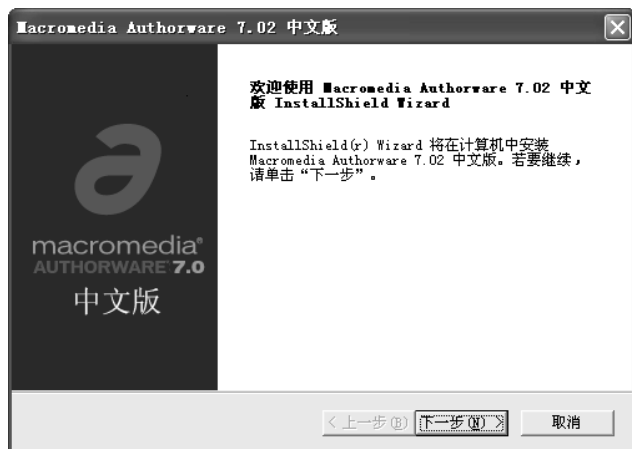 Macromedia Authorware 7.02 中文版
欢迎使用 Macromedia Authorware 7.02 中文
版 InstallShield Wizard
InstallShield(r) Wizard 将在计算机中安装
Macromedia Authorware 7.02 中文版。若要继续，
请单击“下一步”。
macromedia®
AUTHORWARE® 7.0
中文版
< 上一步(B)
下一步(N) >
取消